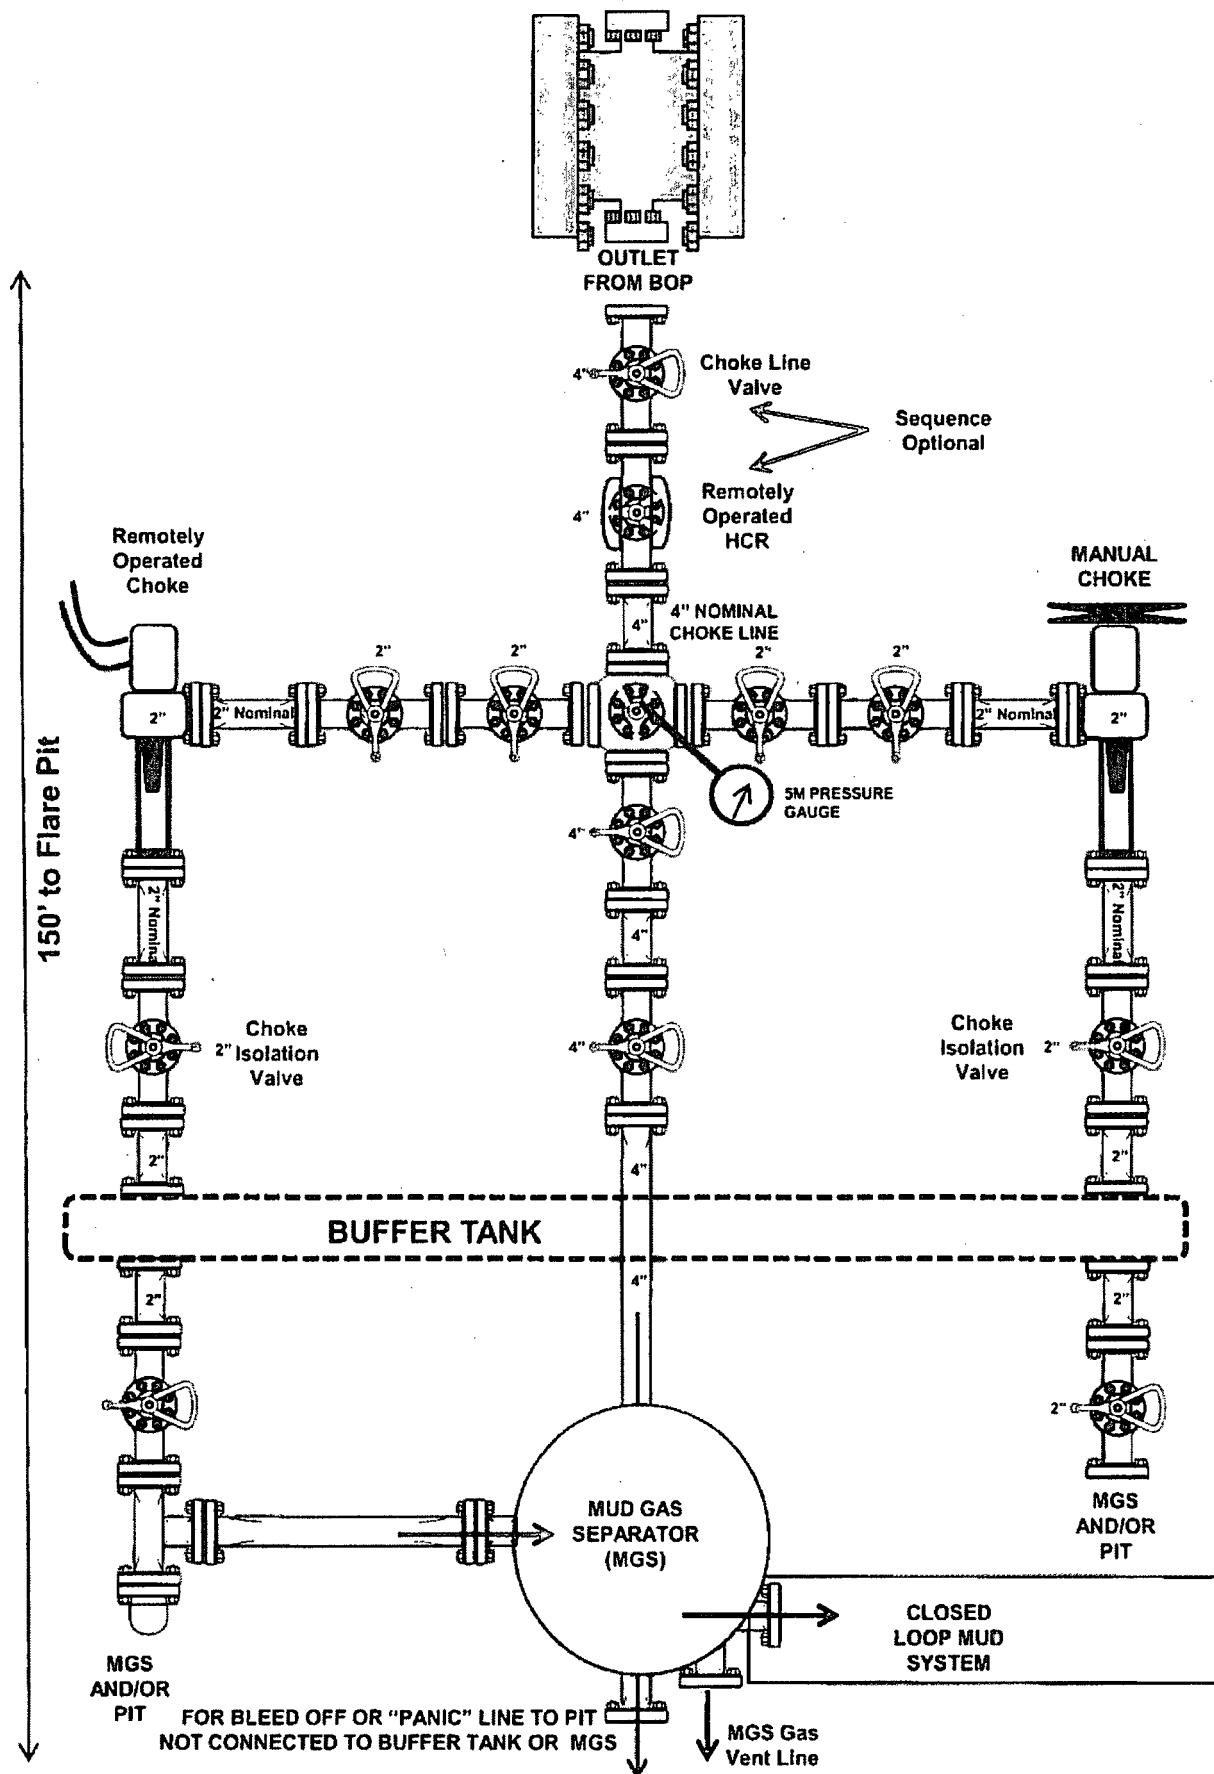 OUTLET
FROM BOP
4"
Choke Line
Valve
Sequence
Optional
4"
Remotely
Operated
HCR
Remotely
Operated
Choke
MANUAL
CHOKE
4"
4" NOMINAL
CHOKE LINE
2"
2"
2"
2"
2"
2" Nominal
2" Nominal
2"
5M PRESSURE
GAUGE
4"
150' to Flare Pit
2" Nominal
4"
2" Nominal
2"
Choke
Isolation
Valve
4"
Choke
Isolation
Valve
2"
2"
4"
2"
BUFFER TANK
2"
4"
2"
2"
MUD GAS
SEPARATOR
(MGS)
MGS
AND/OR
PIT
CLOSED
LOOP MUD
SYSTEM
MGS
AND/OR
PIT
FOR BLEED OFF OR "PANIC" LINE TO PIT
NOT CONNECTED TO BUFFER TANK OR MGS
MGS Gas
Vent Line